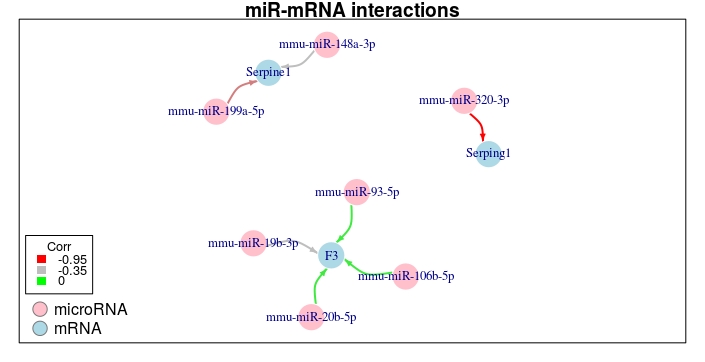 miR-mRNA interactions
mmu-miR-148a-3p
Serpine1
mmu-miR-199a-5p
mmu-miR-320-3p
Serping1
mmu-miR-93-5p
mmu-miR-19b-3p
F3
mmu-miR-106b-5p
mmu-miR-20b-5p
Corr
-0.95
-0.35
0
microRNA
mRNA